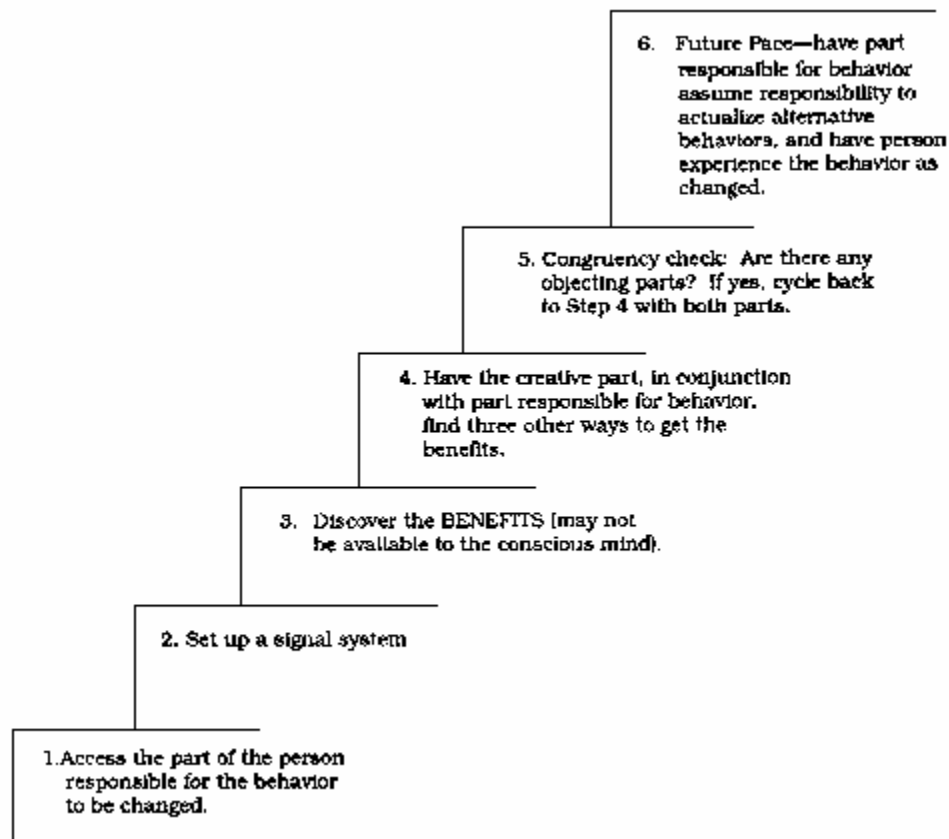 6. Future Pace—have part
responsible for behavior
assume responsibility to
actualize alternative
behaviors, and have person
experience the behavior as
changed.
5. Congruency check: Are there any
objecting parts? If yes, cycle back
to Step 4 with both parts.
4. Have the creative part, in conjunction
with part responsible for behavior,
find three other ways to get the
benefits.
3. Discover the BENEFITS (may not
be available to the conscious mind).
2. Set up a signal system
1.Access the part of the person
responsible for the behavior
to be changed.